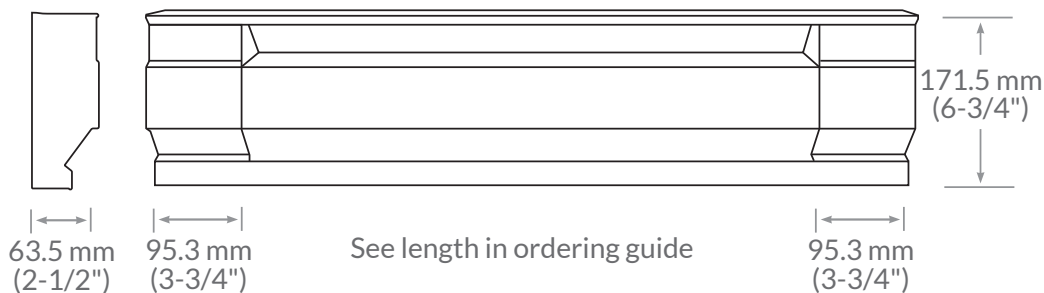 171.5 mm
(6-3/4")
63.5 mm
(2-1/2")
95.3 mm
(3-3/4")
See length in ordering guide
95.3 mm
(3-3/4")